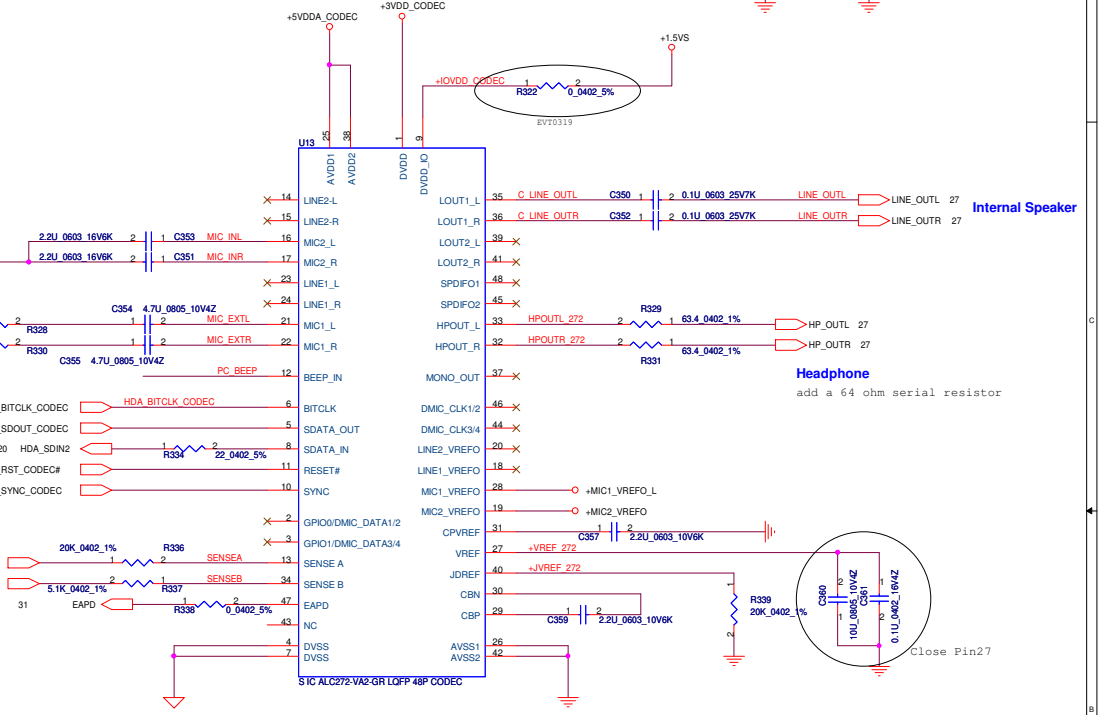 +5VDDA_CODEC
+3VDD_CODEC
+1.5VS
+IOVDD_CODEC
1
2
R322
0_0402_5%
EVT0319
25
38
1
9
U13
AVDD1
AVDD2
DVDD
DVDD_IO
14 LINE2-L
15 LINE2-R
2.2U_0603_16V6K 2 1 C353 MIC_INL 16 MIC2_L
2.2U_0603_16V6K 2 1 C351 MIC_INR 17 MIC2_R
23 LINE1_L
24 LINE1_R
C354 4.7U_0805_10V4Z
2 R328 1 2 MIC_EXTL 21 MIC1_L
2 R330 1 2 MIC_EXTR 22 MIC1_R
C355 4.7U_0805_10V4Z
PC_BEEP 12 BEEP_IN
_BITCLK_CODEC HDA_BITCLK_CODEC 6 BITCLK
_SDOUT_CODEC 5 SDATA_OUT
20 HDA_SDIN2 1 R334 2 22_0402_5% 8 SDATA_IN
_RST_CODEC# 11 RESET#
_SYNC_CODEC 10 SYNC
2 GPIO0/DMIC_DATA1/2
3 GPIO1/DMIC_DATA3/4
20K_0402_1% 1 R336 2 SENSEA 13 SENSE A
5.1K_0402_1% 2 R337 1 SENSEB 34 SENSE B
31 EAPD R338 1 2 0_0402_5% 47 EAPD
43 NC
4 DVSS
7 DVSS
S IC ALC272-VA2-GR LQFP 48P CODEC
LOUT1_L 35 C_LINE_OUTL C350 1 2 0.1U_0603_25V7K LINE_OUTL LINE_OUTL 27
LOUT1_R 36 C_LINE_OUTR C352 1 2 0.1U_0603_25V7K LINE_OUTR LINE_OUTR 27
Internal Speaker
LOUT2_L 39
LOUT2_R 41
SPDIFO1 48
SPDIFO2 45
HPOUT_L 33 HPOUTL_272 2 R329 1 63.4_0402_1% HP_OUTL 27
HPOUT_R 32 HPOUTR_272 2 R331 1 63.4_0402_1% HP_OUTR 27
Headphone
add a 64 ohm serial resistor
MONO_OUT 37
DMIC_CLK1/2 46
DMIC_CLK3/4 44
LINE2_VREFO 20
LINE1_VREFO 18
MIC1_VREFO 28 +MIC1_VREFO_L
MIC2_VREFO 19 +MIC2_VREFO
CPVREF 31 C357 1 2 2.2U_0603_10V6K
VREF 27 +VREF_272
JDREF 40 +JVREF_272
CBN 30
CBP 29 C359 1 2 2.2U_0603_10V6K
AVSS1 26
AVSS2 42
1 R339 20K_0402_1% 2
C360 2 1 10U_0805_10V4Z
C361 1 2 0.1U_0402_16V4Z
Close Pin27
C
B